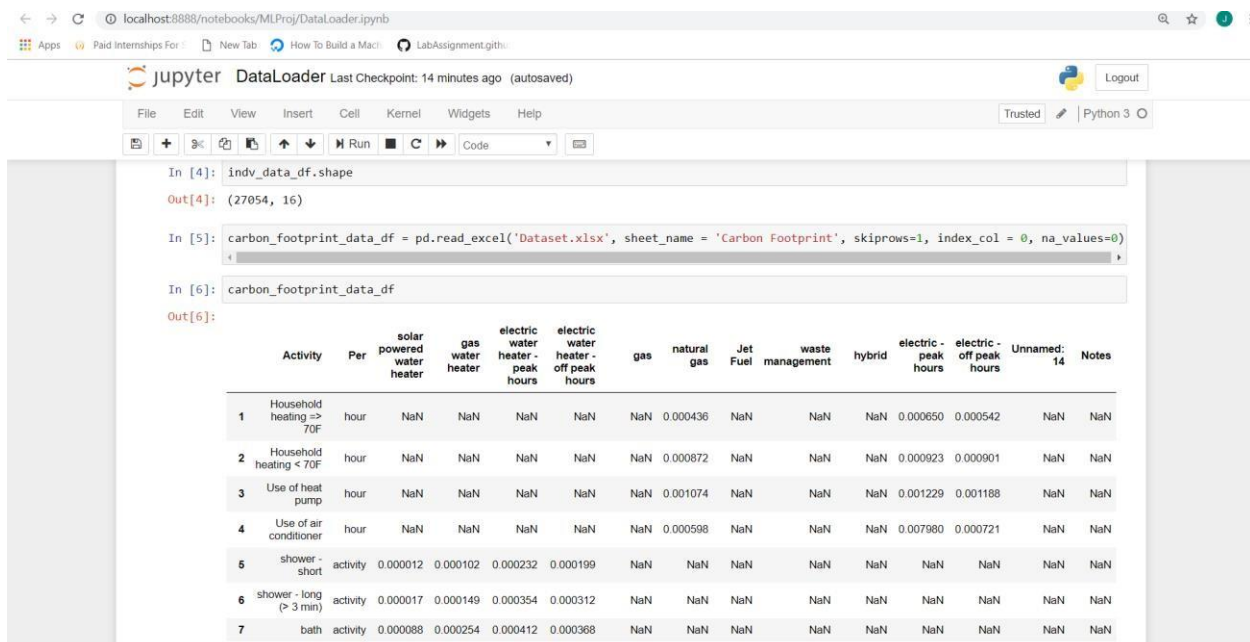 localhost:8888/notebooks/MLProj/DataLoader.ipynb
J
Apps Paid Internships For New Tab How To Build a Mach LabAssignment.githu
jupyter DataLoader Last Checkpoint: 14 minutes ago (autosaved) Logout
File Edit View Insert Cell Kernel Widgets Help Trusted Python 3
Run Code
In [4]: indv_data_df.shape
Out[4]: (27054, 16)
In [5]: carbon_footprint_data_df = pd.read_excel('Dataset.xlsx', sheet_name = 'Carbon Footprint', skiprows=1, index_col = 0, na_values=0)
In [6]: carbon_footprint_data_df
Out[6]:
Activity Per solar powered water heater gas water heater electric water heater - peak hours electric water heater - off peak hours gas natural gas Jet Fuel waste management hybrid electric - peak hours electric - off peak hours Unnamed: 14 Notes
1 Household heating => 70F hour NaN NaN NaN NaN NaN 0.000436 NaN NaN NaN 0.000650 0.000542 NaN NaN
2 Household heating < 70F hour NaN NaN NaN NaN NaN 0.000872 NaN NaN NaN 0.000923 0.000901 NaN NaN
3 Use of heat pump hour NaN NaN NaN NaN NaN 0.001074 NaN NaN NaN 0.001229 0.001188 NaN NaN
4 Use of air conditioner hour NaN NaN NaN NaN NaN 0.000598 NaN NaN NaN 0.007980 0.000721 NaN NaN
5 shower - short activity 0.000012 0.000102 0.000232 0.000199 NaN NaN NaN NaN NaN NaN NaN NaN NaN
6 shower - long (> 3 min) activity 0.000017 0.000149 0.000354 0.000312 NaN NaN NaN NaN NaN NaN NaN NaN NaN
7 bath activity 0.000088 0.000254 0.000412 0.000368 NaN NaN NaN NaN NaN NaN NaN NaN NaN